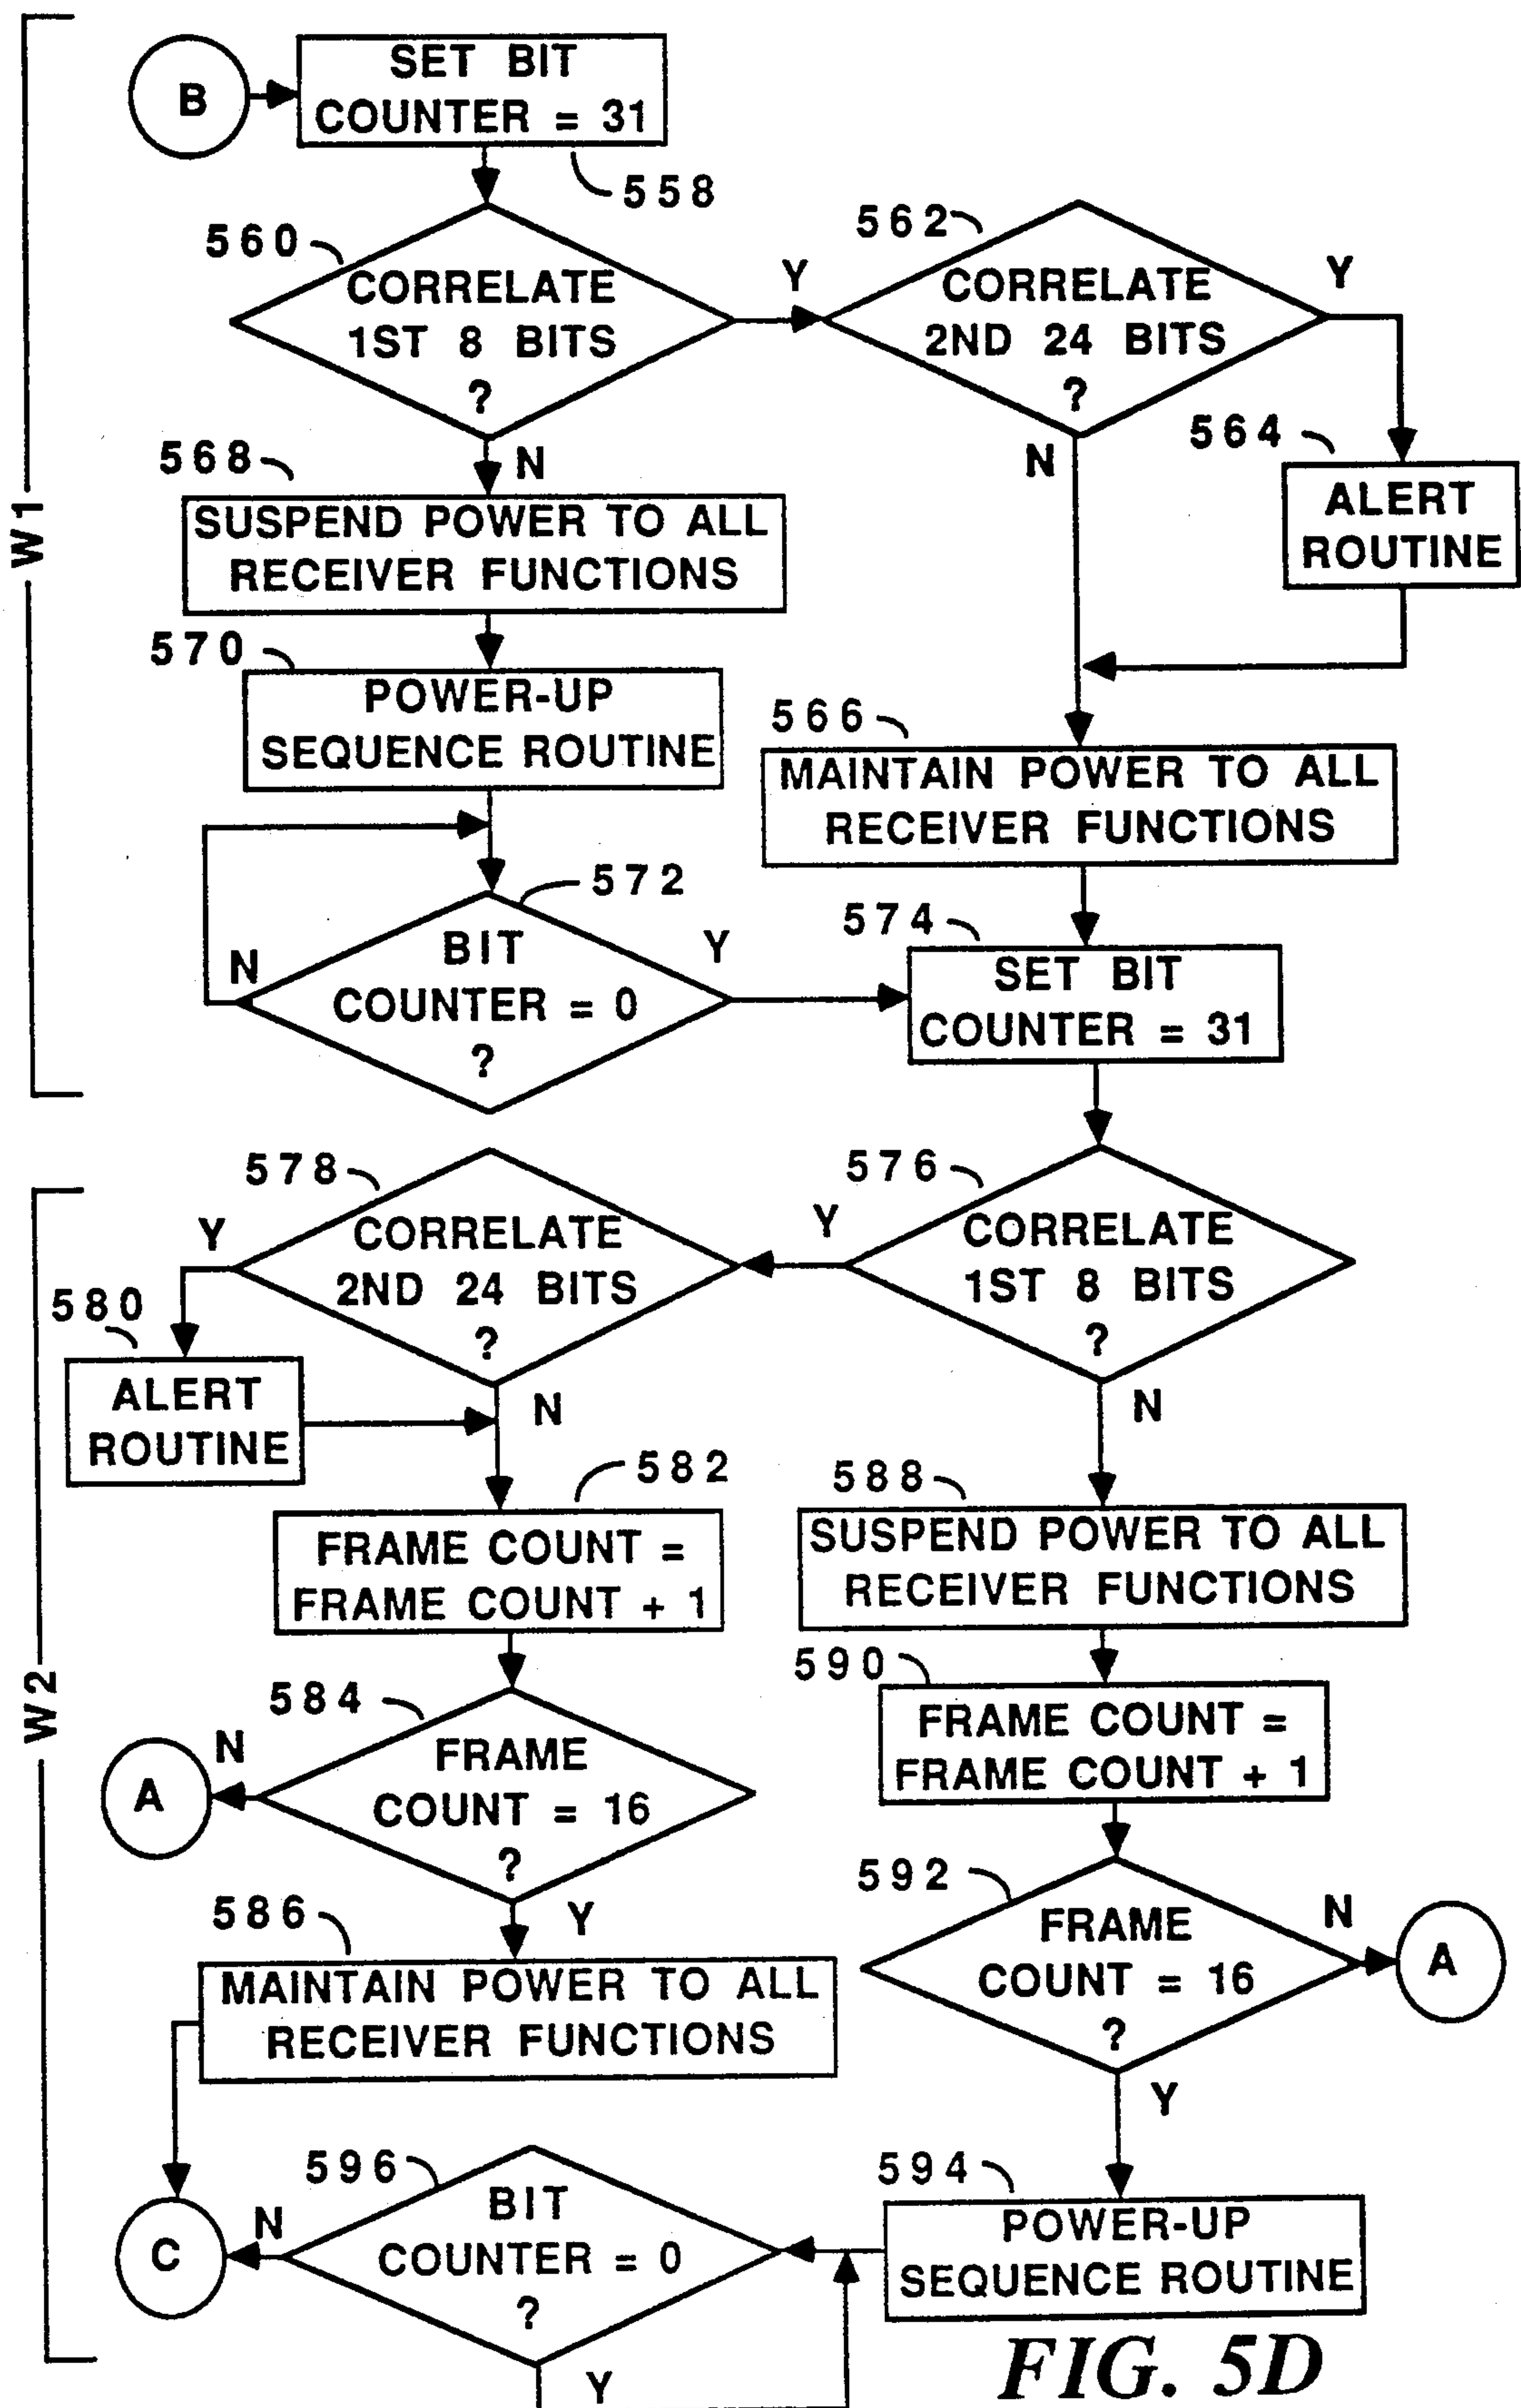 B
SET BIT
COUNTER = 31
558
560
CORRELATE
1ST 8 BITS
?
Y
N
562
CORRELATE
2ND 24 BITS
?
Y
N
564
ALERT
ROUTINE
568
SUSPEND POWER TO ALL
RECEIVER FUNCTIONS
W1
570
POWER-UP
SEQUENCE ROUTINE
566
MAINTAIN POWER TO ALL
RECEIVER FUNCTIONS
572
BIT
COUNTER = 0
?
N
Y
574
SET BIT
COUNTER = 31
576
CORRELATE
1ST 8 BITS
?
Y
N
578
CORRELATE
2ND 24 BITS
?
Y
N
580
ALERT
ROUTINE
582
FRAME COUNT =
FRAME COUNT + 1
588
SUSPEND POWER TO ALL
RECEIVER FUNCTIONS
W2
584
FRAME
COUNT = 16
?
N
A
Y
590
FRAME COUNT =
FRAME COUNT + 1
592
FRAME
COUNT = 16
?
N
A
Y
586
MAINTAIN POWER TO ALL
RECEIVER FUNCTIONS
594
POWER-UP
SEQUENCE ROUTINE
596
BIT
COUNTER = 0
?
N
C
Y
FIG. 5D